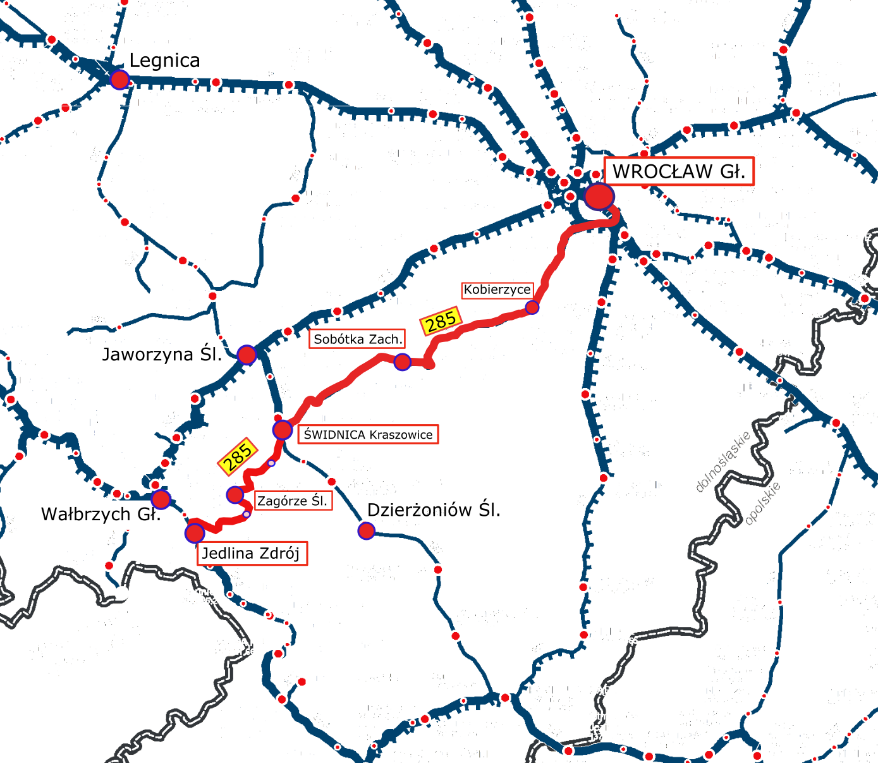 Legnica
WROCŁAW Gł.
Kobierzyce
285
Sobótka Zach.
Jaworzyna Śl.
ŚWIDNICA Kraszowice
285
dolnośląskie
opolskie
Zagórze Śl.
Wałbrzych Gł.
Dzierżoniów Śl.
Jedlina Zdrój